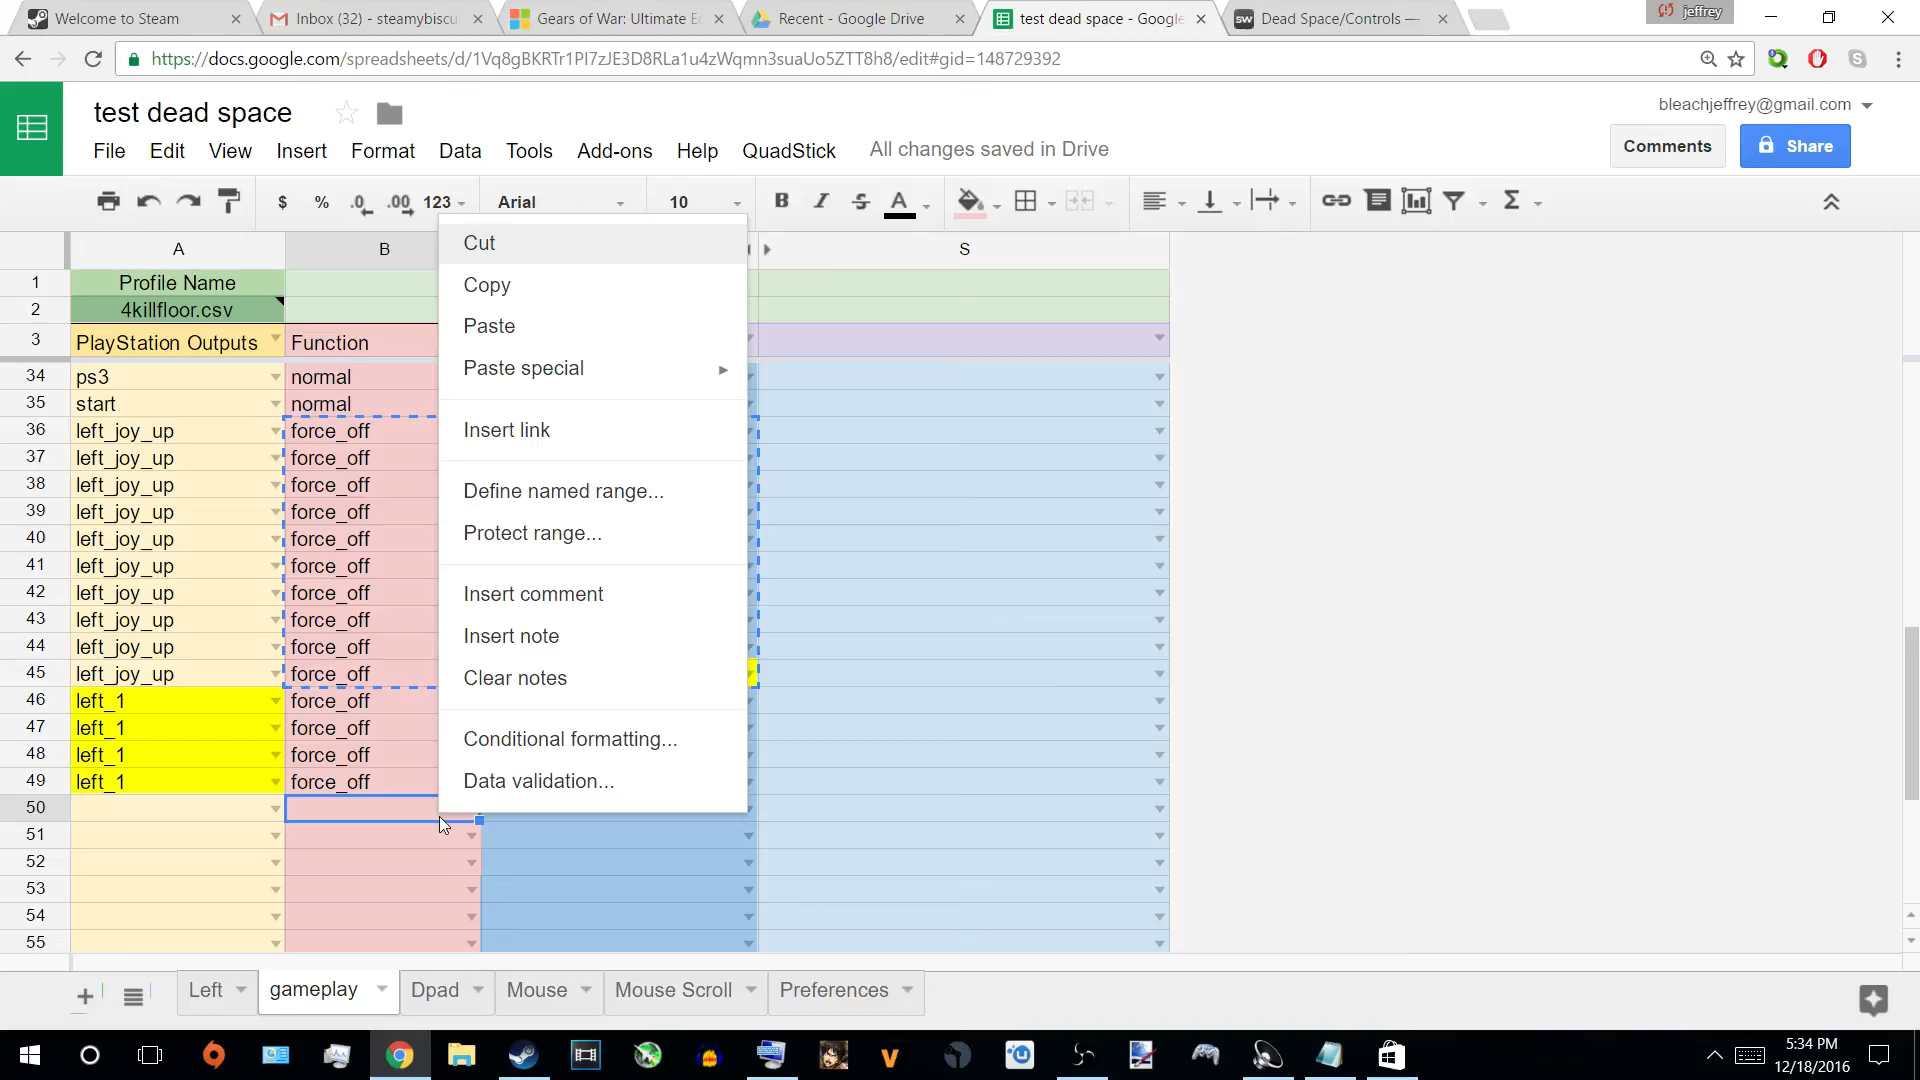 Welcome to Steam
Inbox (32) - steamybiscu
Gears of War: Ultimate E
Recent - Google Drive
test dead space - Google
Dead Space/Controls —
jeffrey
https://docs.google.com/spreadsheets/d/1Vq8gBKRTr1PI7zJE3D8RLa1u4zWqmn3suaUo5ZTT8h8/edit#gid=148729392
test dead space
bleachjeffrey@gmail.com
File Edit View Insert Format Data Tools Add-ons Help QuadStick All changes saved in Drive
Comments
Share
$ % .0 .00 123 Arial 10 B I S A Σ
A B S
1 Profile Name
2 4killfloor.csv
3 PlayStation Outputs Function
34 ps3 normal
35 start normal
36 left_joy_up force_off
37 left_joy_up force_off
38 left_joy_up force_off
39 left_joy_up force_off
40 left_joy_up force_off
41 left_joy_up force_off
42 left_joy_up force_off
43 left_joy_up force_off
44 left_joy_up force_off
45 left_joy_up force_off
46 left_1 force_off
47 left_1 force_off
48 left_1 force_off
49 left_1 force_off
50
51
52
53
54
55
Cut
Copy
Paste
Paste special
Insert link
Define named range...
Protect range...
Insert comment
Insert note
Clear notes
Conditional formatting...
Data validation...
Left gameplay Dpad Mouse Mouse Scroll Preferences
5:34 PM
12/18/2016